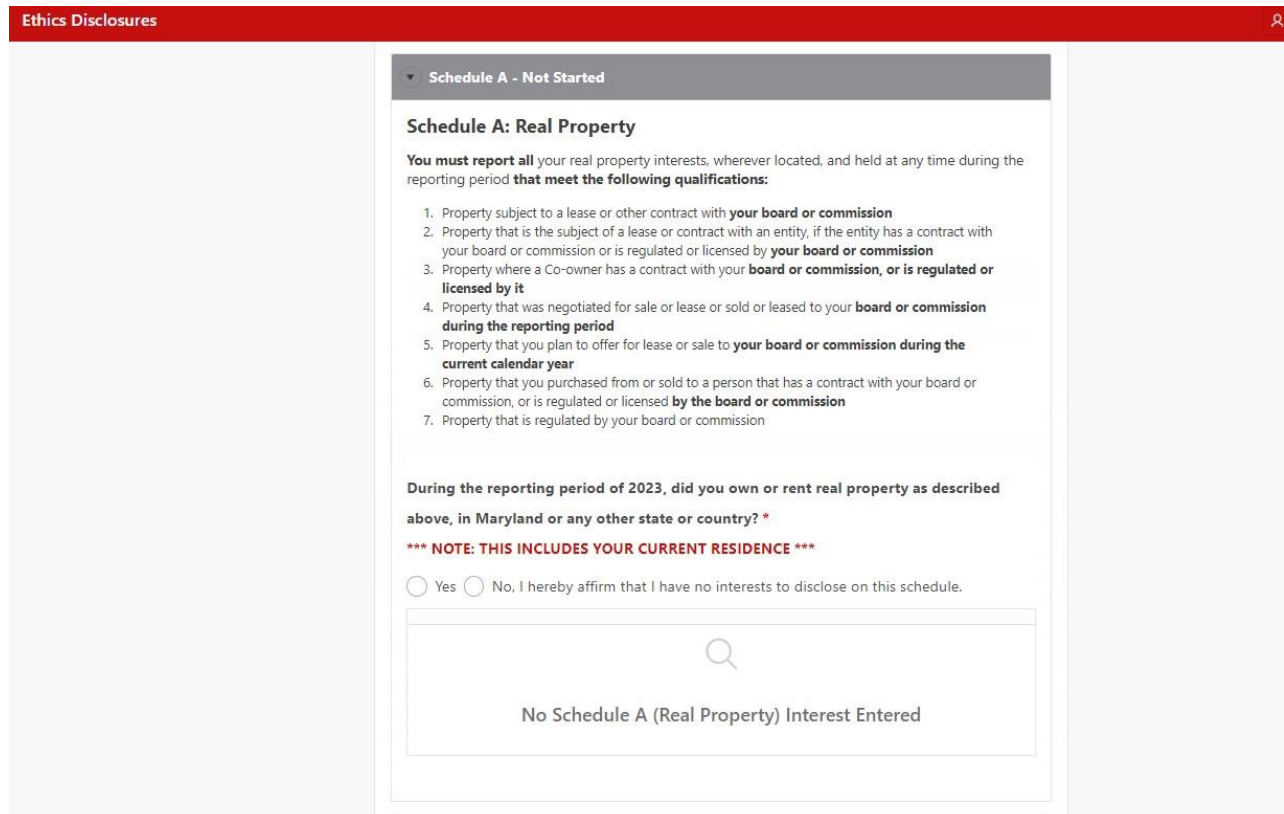 Ethics Disclosures
Schedule A - Not Started
Schedule A: Real Property
You must report all your real property interests, wherever located, and held at any time during the
reporting period that meet the following qualifications:
1. Property subject to a lease or other contract with your board or commission
2. Property that is the subject of a lease or contract with an entity, if the entity has a contract with
your board or commission or is regulated or licensed by your board or commission
3. Property where a Co-owner has a contract with your board or commission, or is regulated or
licensed by it
4. Property that was negotiated for sale or lease or sold or leased to your board or commission
during the reporting period
5. Property that you plan to offer for lease or sale to your board or commission during the
current calendar year
6. Property that you purchased from or sold to a person that has a contract with your board or
commission, or is regulated or licensed by the board or commission
7. Property that is regulated by your board or commission
During the reporting period of 2023, did you own or rent real property as described
above, in Maryland or any other state or country? *
*** NOTE: THIS INCLUDES YOUR CURRENT RESIDENCE ***
Yes No, I hereby affirm that I have no interests to disclose on this schedule.
No Schedule A (Real Property) Interest Entered